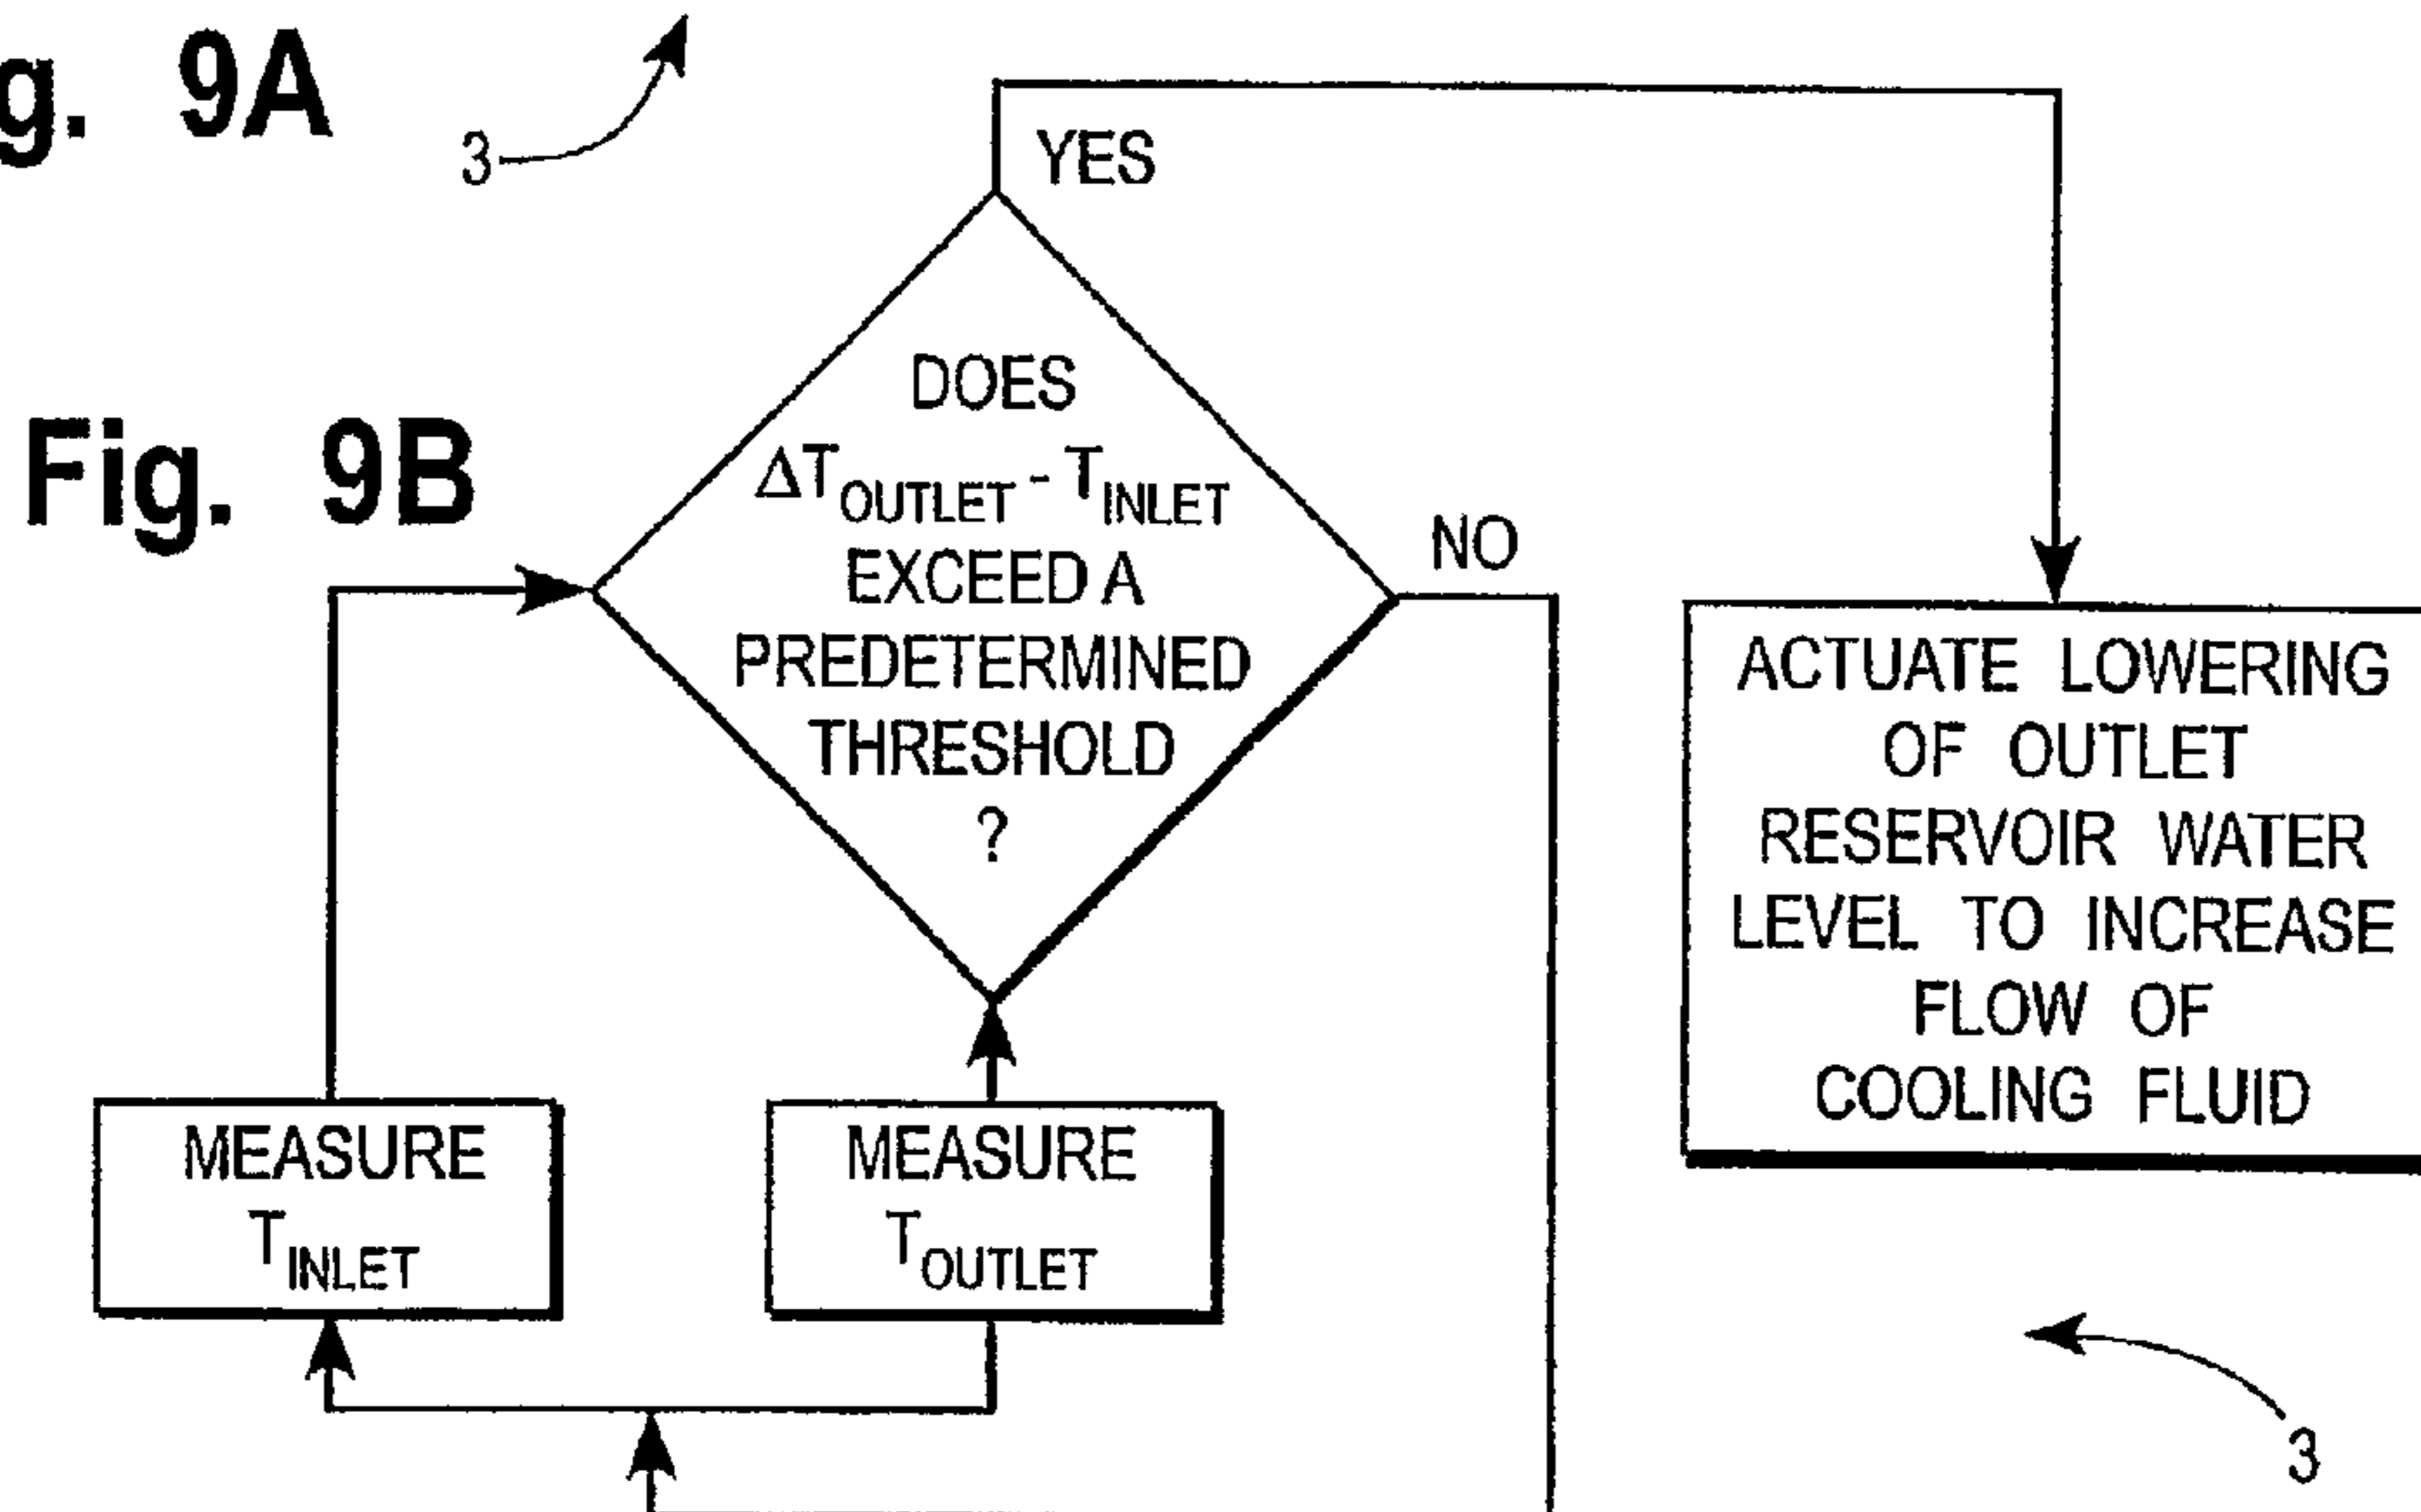 g. 9A
3
YES
DOES
ΔT OUTLET - T INLET
EXCEED A
PREDETERMINED
THRESHOLD
?
NO
Fig. 9B
ACTUATE LOWERING
OF OUTLET
RESERVOIR WATER
LEVEL TO INCREASE
FLOW OF
COOLING FLUID
MEASURE
T INLET
MEASURE
T OUTLET
3